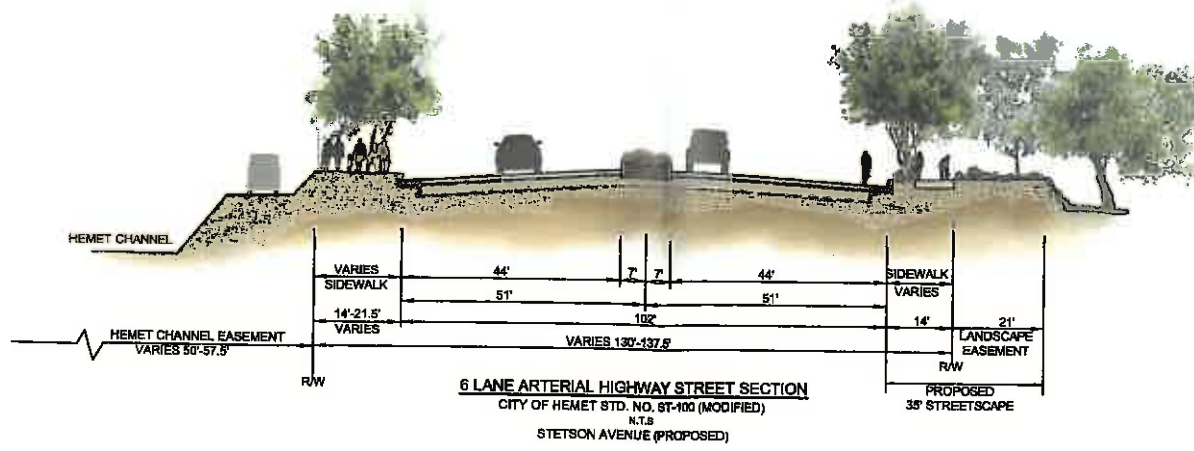 HEMET CHANNEL
VARIES
SIDEWALK
44'
7'
7'
44'
SIDEWALK
VARIES
51'
51'
14'-21.5'
VARIES
102'
14'
21'
LANDSCAPE
EASEMENT
HEMET CHANNEL EASEMENT
VARIES 50'-57.5'
VARIES 130'-137.5'
R/W
R/W
6 LANE ARTERIAL HIGHWAY STREET SECTION
CITY OF HEMET STD. NO. ST-100 (MODIFIED)
N.T.S
STETSON AVENUE (PROPOSED)
PROPOSED
35' STREETSCAPE